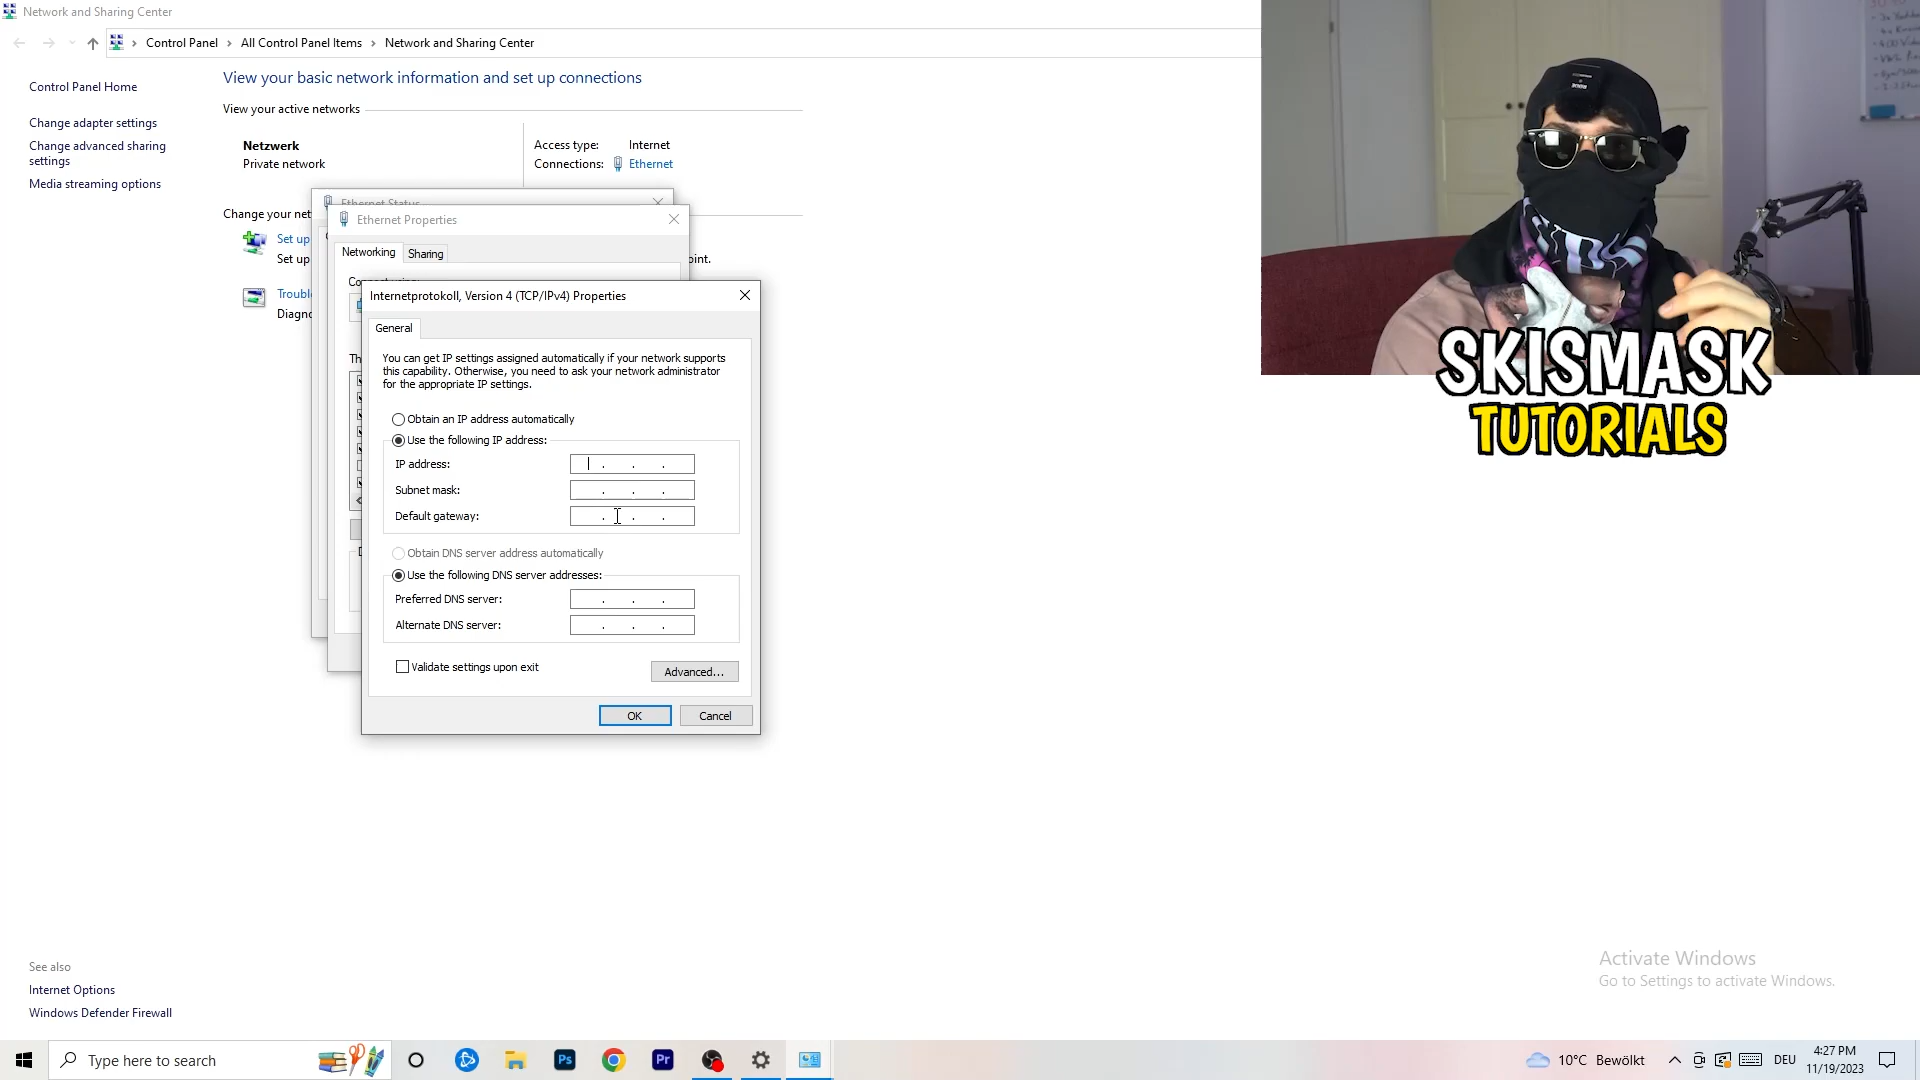 Network and Sharing Center
Control Panel › All Control Panel Items › Network and Sharing Center
Control Panel Home
Change adapter settings
Change advanced sharing
settings
Media streaming options
View your basic network information and set up connections
View your active networks
Netzwerk
Private network
Access type: Internet
Connections: Ethernet
Change your net
Set up
Set up
oint.
Troubl
Diagno
Ethernet Status
Ethernet Properties
Networking
Sharing
Internetprotokoll, Version 4 (TCP/IPv4) Properties
General
You can get IP settings assigned automatically if your network supports
this capability. Otherwise, you need to ask your network administrator
for the appropriate IP settings.
Obtain an IP address automatically
Use the following IP address:
IP address: . . .
Subnet mask: . . .
Default gateway: . . .
Obtain DNS server address automatically
Use the following DNS server addresses:
Preferred DNS server: . . .
Alternate DNS server: . . .
Validate settings upon exit
Advanced...
OK
Cancel
SKISMASK
TUTORIALS
See also
Internet Options
Windows Defender Firewall
Activate Windows
Go to Settings to activate Windows.
Type here to search
Ps
Pr
10°C Bewölkt
DEU
4:27 PM
11/19/2023